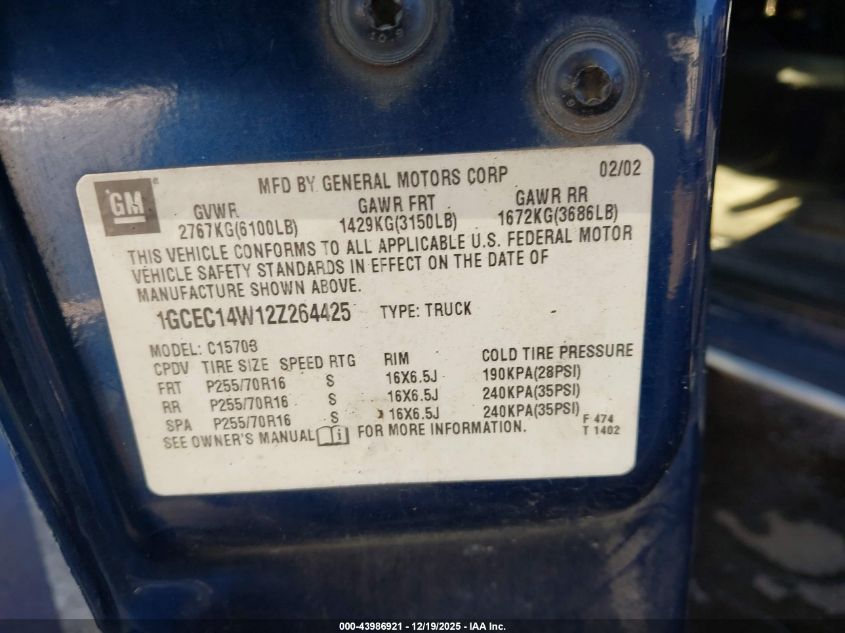 10.9
GM
MFD BY GENERAL MOTORS CORP 02/02
GVWR GAWR FRT GAWR RR
2767KG(6100LB) 1429KG(3150LB) 1672KG(3686LB)
THIS VEHICLE CONFORMS TO ALL APPLICABLE U.S. FEDERAL MOTOR
VEHICLE SAFETY STANDARDS IN EFFECT ON THE DATE OF
MANUFACTURE SHOWN ABOVE.
1GCEC14W12Z264425 TYPE: TRUCK
MODEL: C15703
CPDV TIRE SIZE SPEED RTG RIM COLD TIRE PRESSURE
FRT P255/70R16 S 16X6.5J 190KPA(28PSI)
RR P255/70R16 S 16X6.5J 240KPA(35PSI)
SPA P255/70R16 S 16X6.5J 240KPA(35PSI)
SEE OWNER'S MANUAL i FOR MORE INFORMATION.
F 474
T 1402
000-43986921 - 12/19/2025 - IAA Inc.